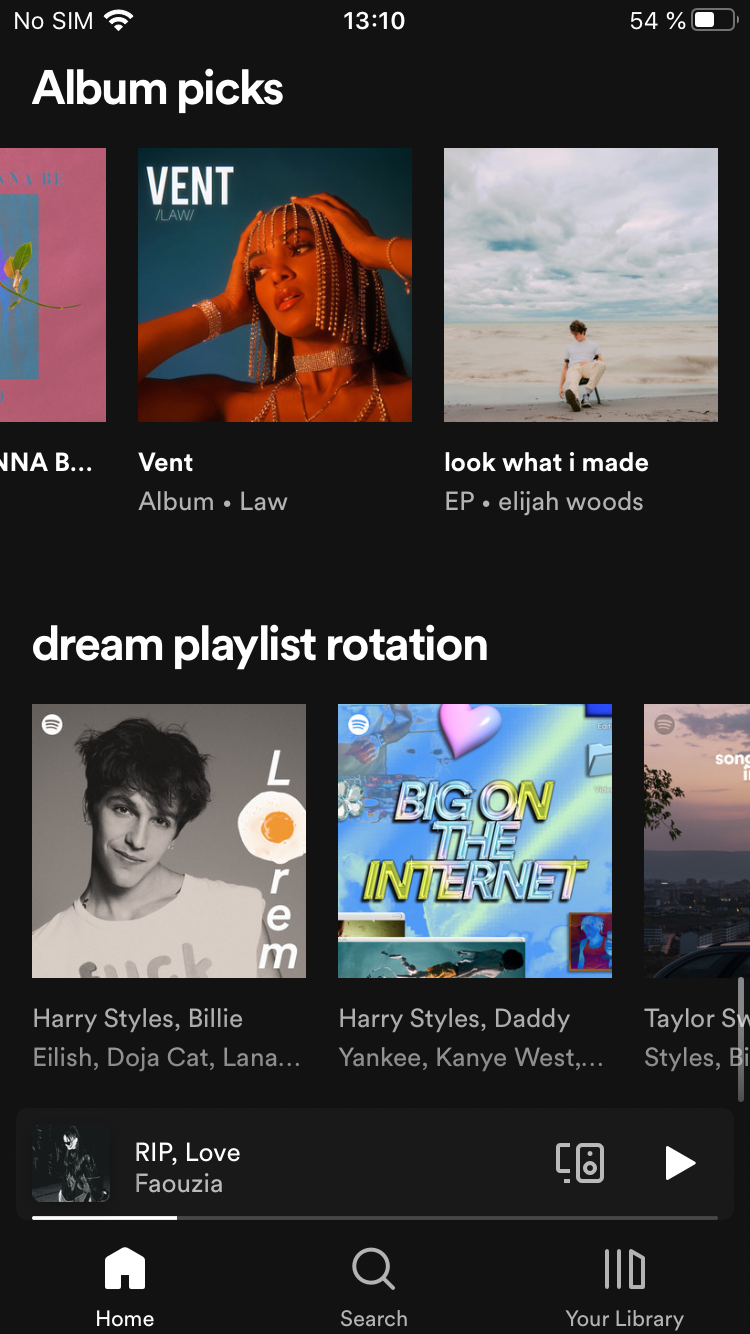 No SIM 13:10 54 %
Album picks
VENT
/LAW/
NNA B...
Vent
look what i made
Album • Law
EP • elijah woods
dream playlist rotation
Lorem
BIG ON
THE
INTERNET
fuck
Harry Styles, Billie
Eilish, Doja Cat, Lana...
Harry Styles, Daddy
Yankee, Kanye West,...
Taylor Sw
Styles, Bi
RIP, Love
Faouzia
Home
Search
Your Library